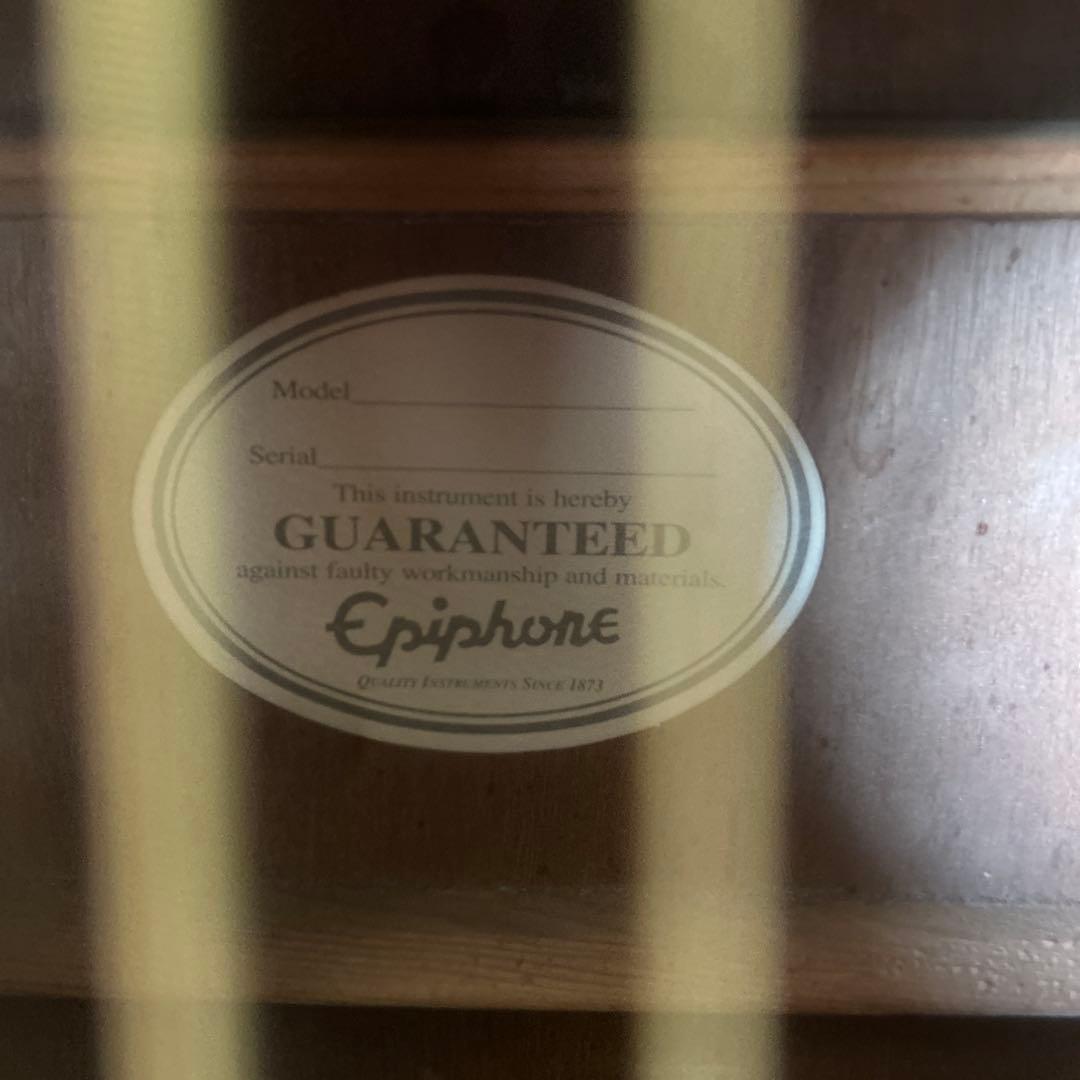 Model
Serial
This instrument is hereby
GUARANTEED
against faulty workmanship and materials.
Epiphone
QUALITY INSTRUMENTS SINCE 1873